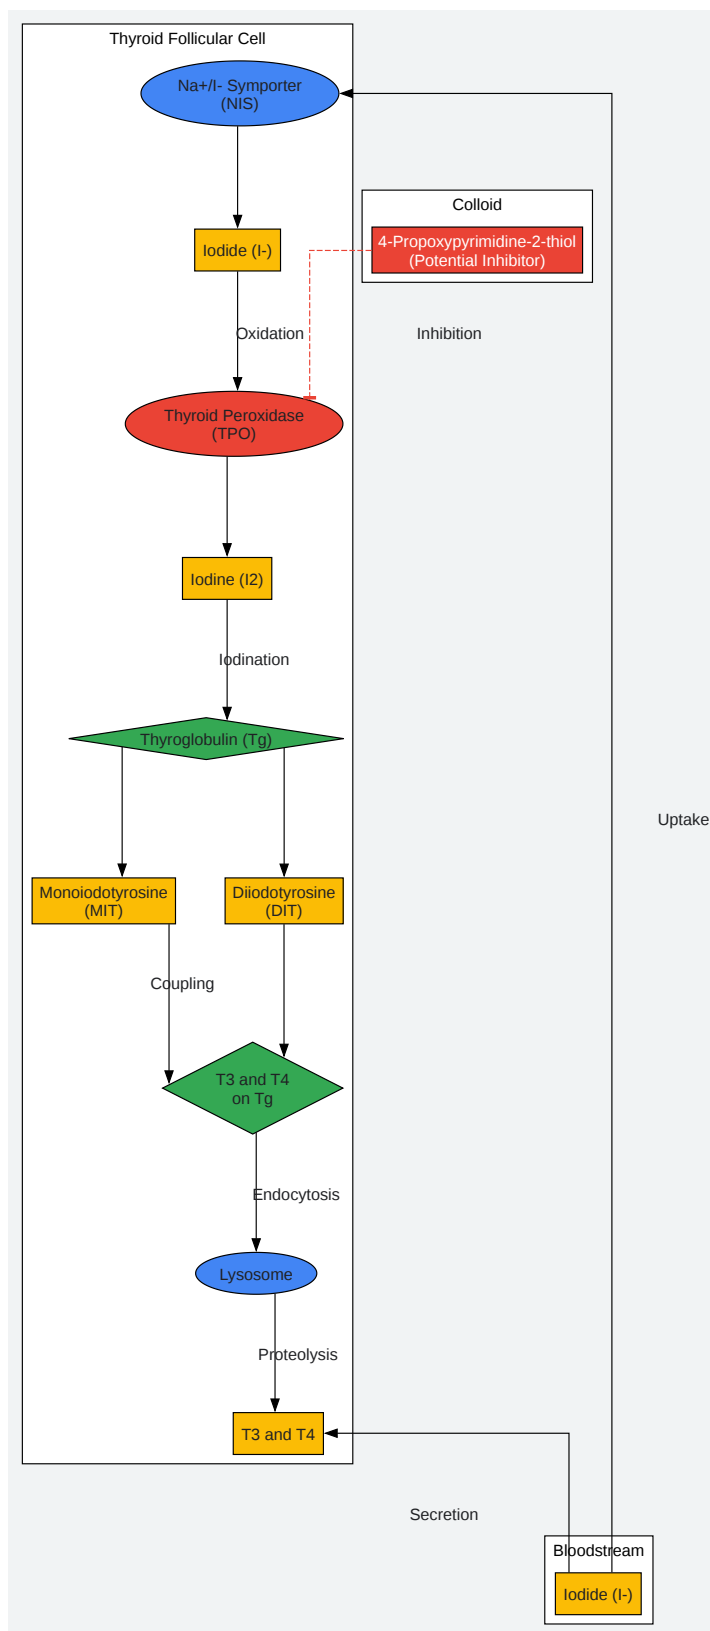 Thyroid Follicular Cell
Na+/I- Symporter
(NIS)
Colloid
4-Propoxypyrimidine-2-thiol
(Potential Inhibitor)
Iodide (I-)
Oxidation
Inhibition
Thyroid Peroxidase
(TPO)
Iodine (I2)
Iodination
Thyroglobulin (Tg)
Uptake
Monoiodotyrosine
(MIT)
Diiodotyrosine
(DIT)
Coupling
T3 and T4
on Tg
Endocytosis
Lysosome
Proteolysis
T3 and T4
Secretion
Bloodstream
Iodide (I-)